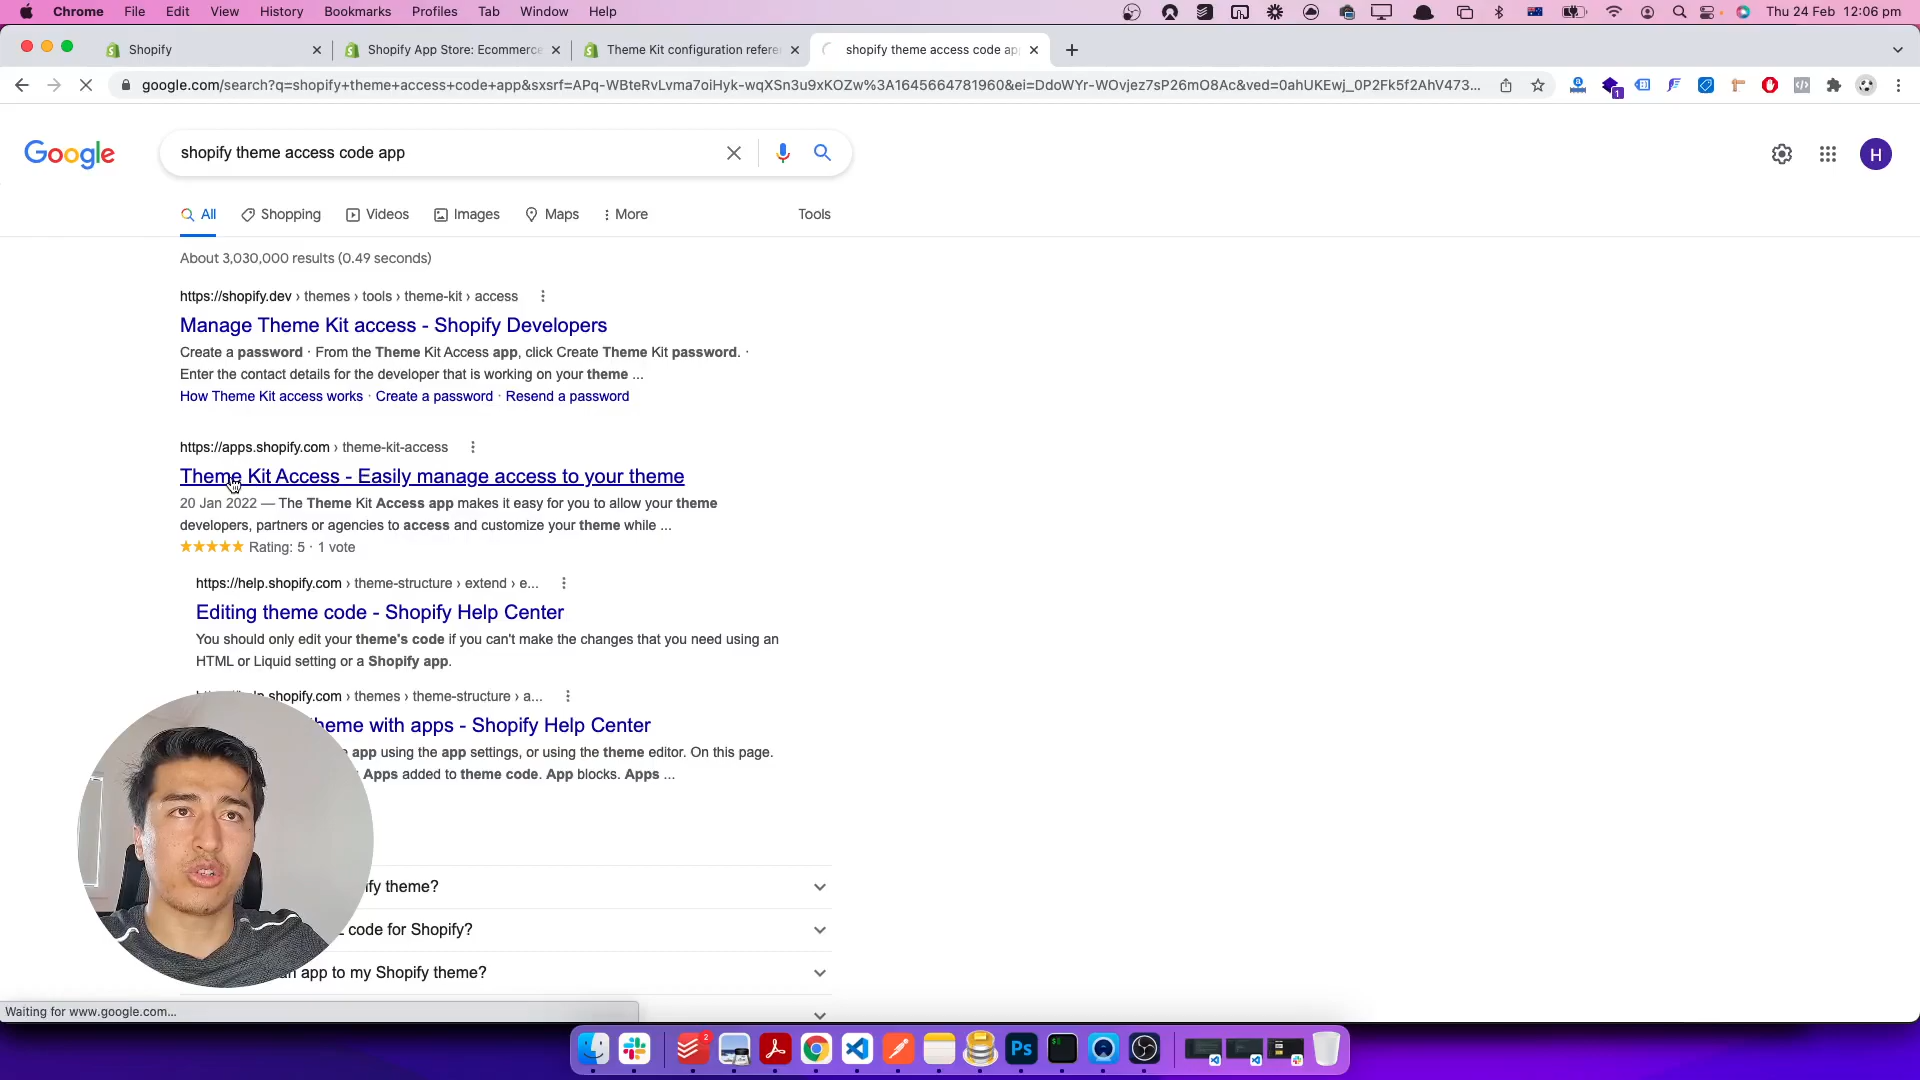 Chrome File Edit View History Bookmarks Profiles Tab Window Help Thu 24 Feb 12:06 pm
Shopify Shopify App Store: Ecommerce Theme Kit configuration refere shopify theme access code ap
google.com/search?q=shopify+theme+access+code+app&sxsrf=APq-WBteRvLvma7oiHyk-wqXSn3u9xKOZw%3A1645664781960&ei=DdoWYr-WOvjez7sP26mO8Ac&ved=0ahUKEwj_0P2Fk5f2AhV473...
1
Google shopify theme access code app H
All Shopping Videos Images Maps More Tools
About 3,030,000 results (0.49 seconds)
https://shopify.dev › themes › tools › theme-kit › access
Manage Theme Kit access - Shopify Developers
Create a password · From the Theme Kit Access app, click Create Theme Kit password. ·
Enter the contact details for the developer that is working on your theme ...
How Theme Kit access works · Create a password · Resend a password
https://apps.shopify.com › theme-kit-access
Theme Kit Access - Easily manage access to your theme
20 Jan 2022 — The Theme Kit Access app makes it easy for you to allow your theme
developers, partners or agencies to access and customize your theme while ...
Rating: 5 · 1 vote
https://help.shopify.com › theme-structure › extend › e...
Editing theme code - Shopify Help Center
You should only edit your theme's code if you can't make the changes that you need using an
HTML or Liquid setting or a Shopify app.
shopify.com › themes › theme-structure › a...
heme with apps - Shopify Help Center
app using the app settings, or using the theme editor. On this page.
Apps added to theme code. App blocks. Apps ...
ify theme?
code for Shopify?
app to my Shopify theme?
Waiting for www.google.com...
2
Ps